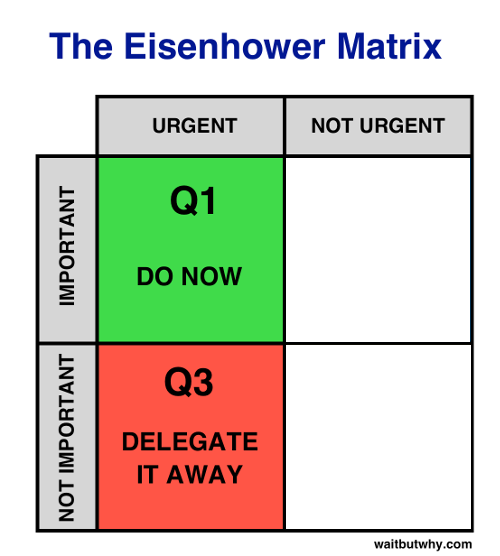 The Eisenhower Matrix
URGENT
NOT URGENT
IMPORTANT
Q1
DO NOW
NOT IMPORTANT
Q3
DELEGATE
IT AWAY
waitbutwhy.com